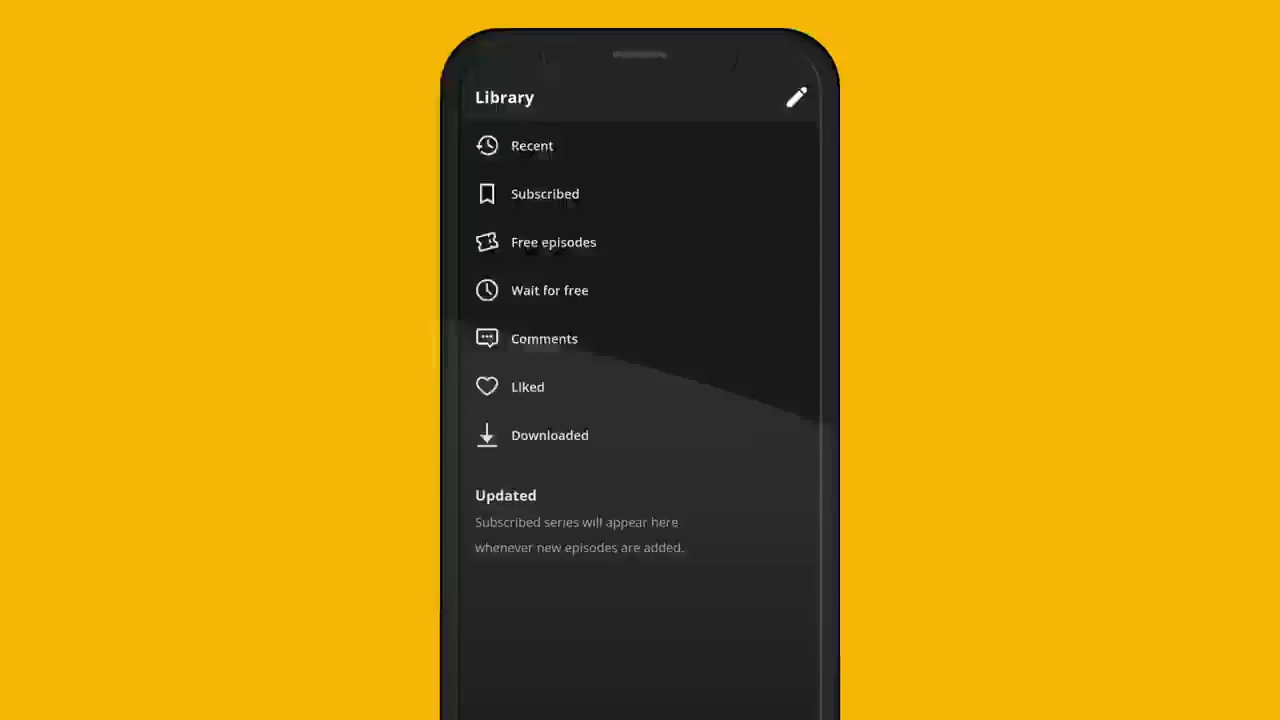 Library
Recent
Subscribed
Free episodes
Wait for free
Comments
Liked
Downloaded
Updated
Subscribed series will appear here
whenever new episodes are added.